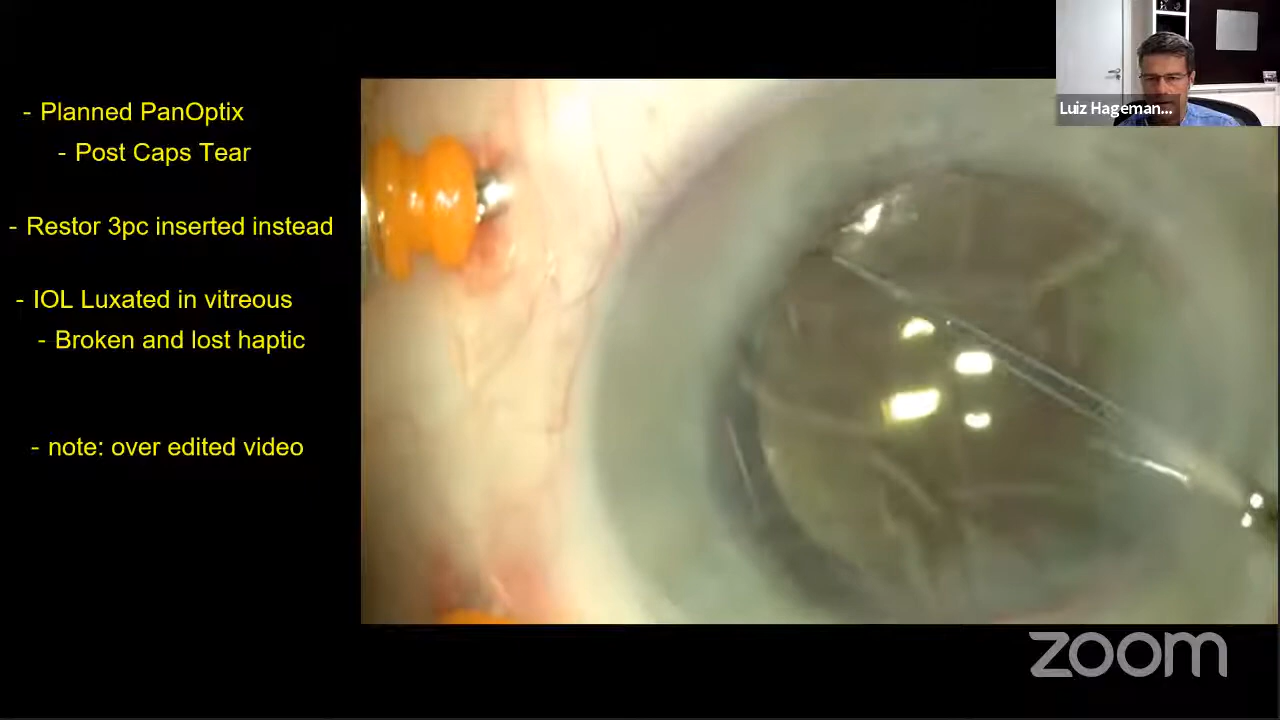 - Planned PanOptix
- Post Caps Tear
- Restor 3pc inserted instead
- IOL Luxated in vitreous
- Broken and lost haptic
- note: over edited video
Luiz Hageman...
zoom